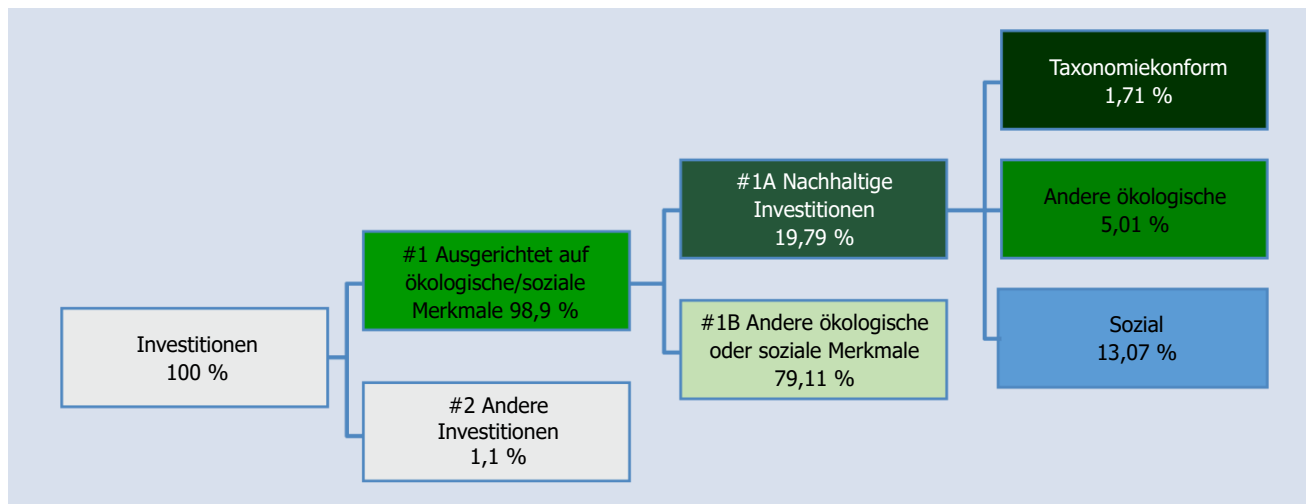 Investitionen
100 %
#1 Ausgerichtet auf
ökologische/soziale
Merkmale 98,9 %
#2 Andere
Investitionen
1,1 %
#1A Nachhaltige
Investitionen
19,79 %
#1B Andere ökologische
oder soziale Merkmale
79,11 %
Taxonomiekonform
1,71 %
Andere ökologische
5,01 %
Sozial
13,07 %